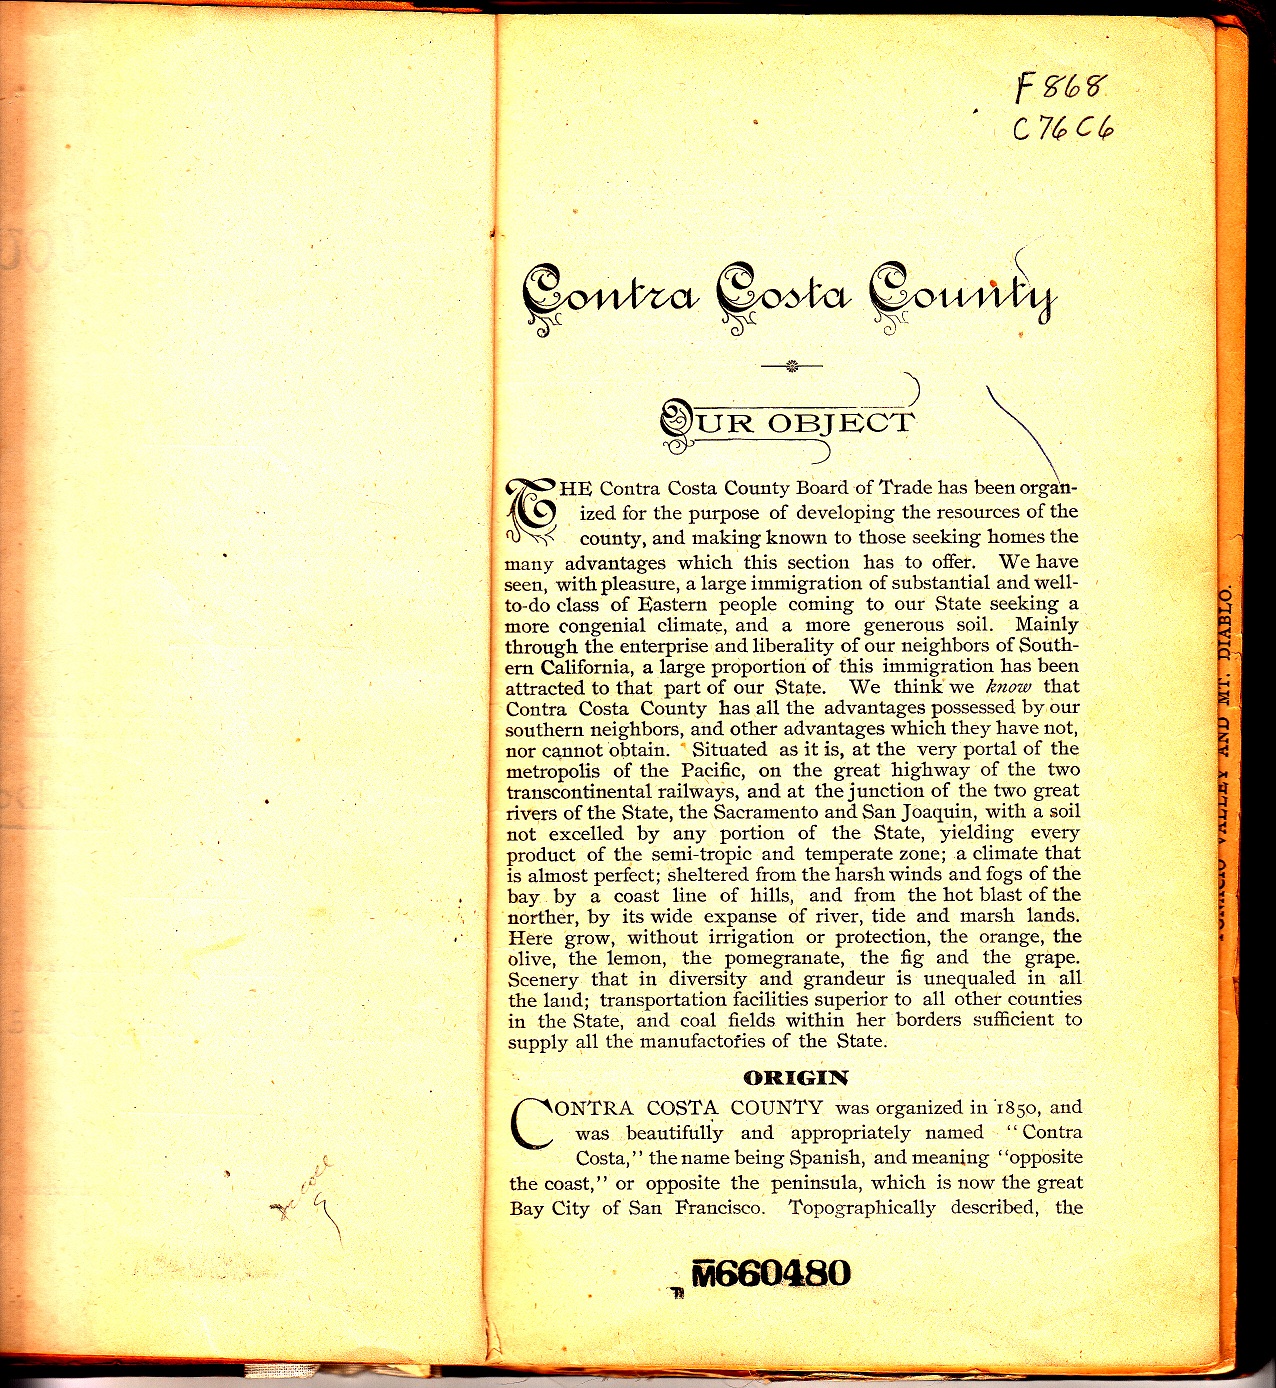 F868
C76C6
Contra Costa County
OUR OBJECT
THE Contra Costa County Board of Trade has been organ-
ized for the purpose of developing the resources of the
county, and making known to those seeking homes the
many advantages which this section has to offer. We have
seen, with pleasure, a large immigration of substantial and well-
to-do class of Eastern people coming to our State seeking a
more congenial climate, and a more generous soil. Mainly
through the enterprise and liberality of our neighbors of South-
ern California, a large proportion of this immigration has been
attracted to that part of our State. We think we know that
Contra Costa County has all the advantages possessed by our
southern neighbors, and other advantages which they have not,
nor cannot obtain. Situated as it is, at the very portal of the
metropolis of the Pacific, on the great highway of the two
transcontinental railways, and at the junction of the two great
rivers of the State, the Sacramento and San Joaquin, with a soil
not excelled by any portion of the State, yielding every
product of the semi-tropic and temperate zone; a climate that
is almost perfect; sheltered from the harsh winds and fogs of the
bay by a coast line of hills, and from the hot blast of the
norther, by its wide expanse of river, tide and marsh lands.
Here grow, without irrigation or protection, the orange, the
olive, the lemon, the pomegranate, the fig and the grape.
Scenery that in diversity and grandeur is unequaled in all
the land; transportation facilities superior to all other counties
in the State, and coal fields within her borders sufficient to
supply all the manufactories of the State.
ORIGIN
CONTRA COSTA COUNTY was organized in 1850, and
was beautifully and appropriately named "Contra
Costa," the name being Spanish, and meaning "opposite
the coast," or opposite the peninsula, which is now the great
Bay City of San Francisco. Topographically described, the
M660480
VALLEY AND MT. DIABLO.